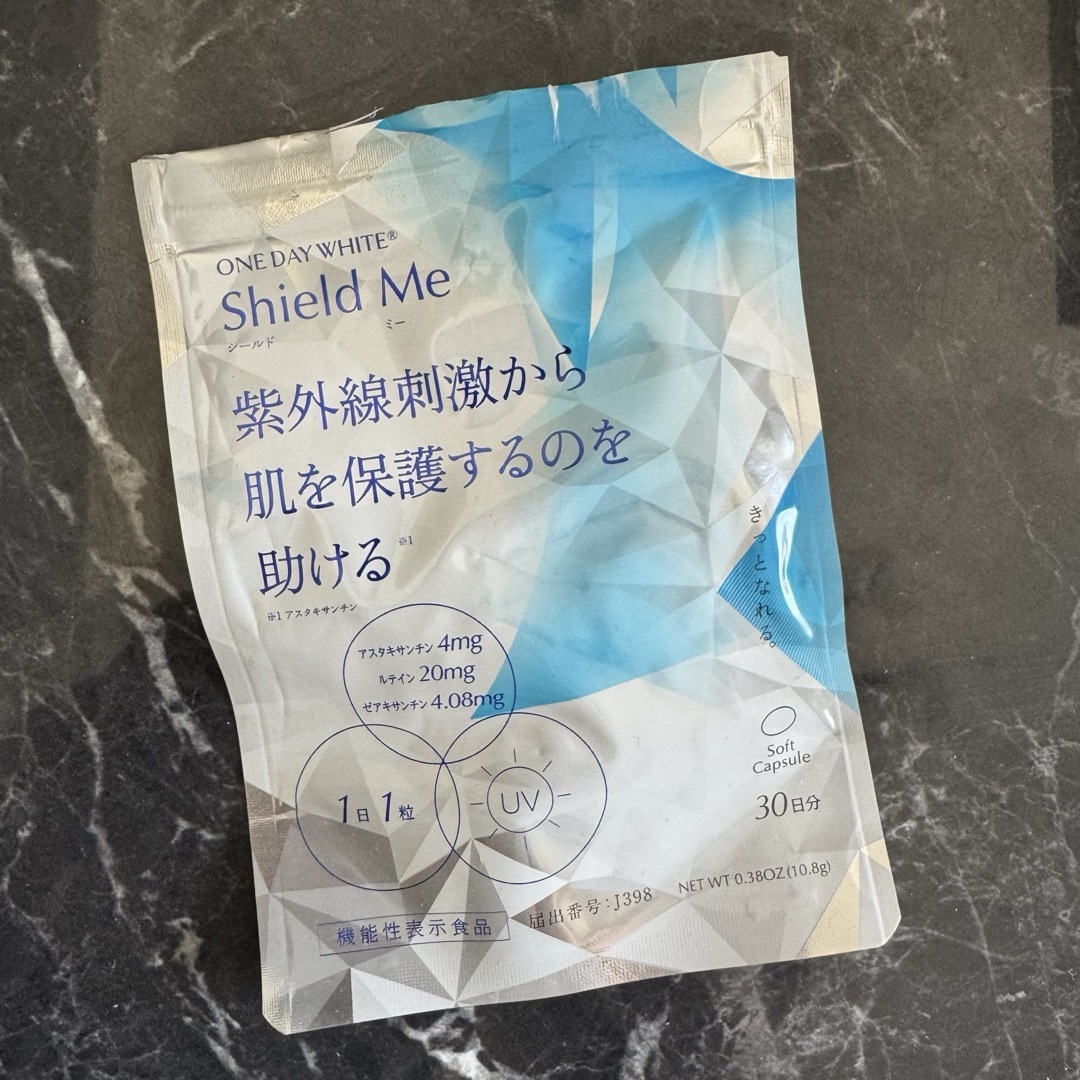 ONE DAY WHITE®
Shield Me
シールド ミー
紫外線刺激から
肌を保護するのを
助ける※1
※1 アスタキサンチン
アスタキサンチン 4mg
ルテイン 20mg
ゼアキサンチン 4.08mg
1日1粒
UV
きっとなれる。
Soft
Capsule
30日分
NET WT 0.38OZ(10.8g)
機能性表示食品
届出番号:J398